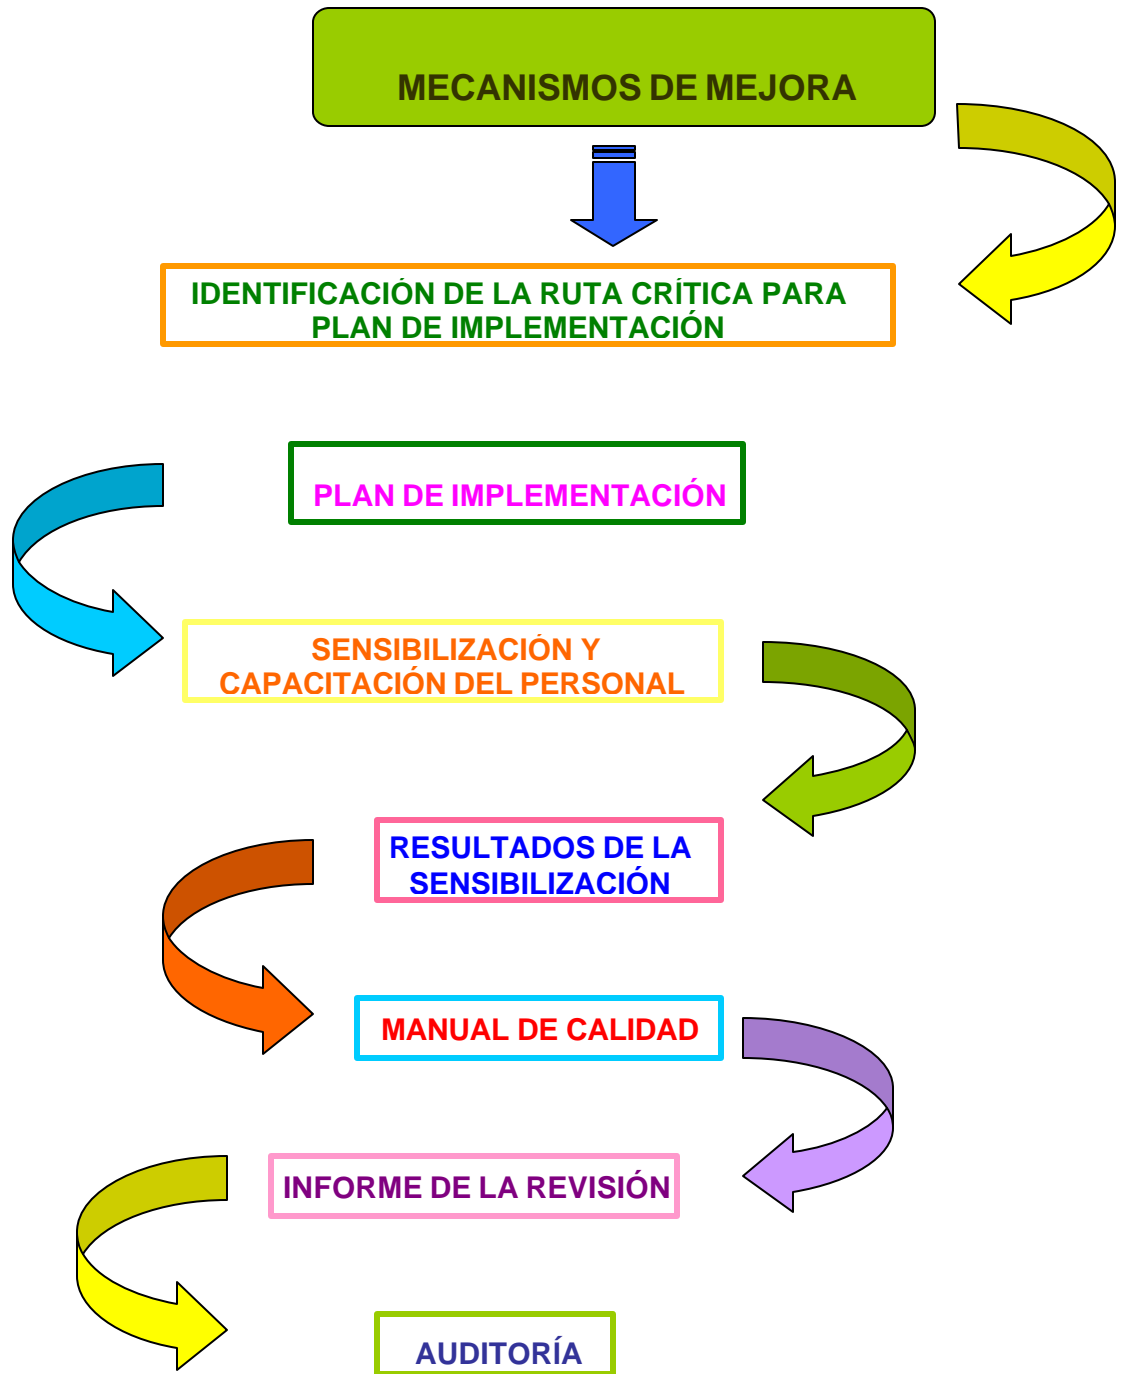 MECANISMOS DE MEJORA
IDENTIFICACIÓN DE LA RUTA CRÍTICA PARA
PLAN DE IMPLEMENTACIÓN
PLAN DE IMPLEMENTACIÓN
SENSIBILIZACIÓN Y
CAPACITACIÓN DEL PERSONAL
RESULTADOS DE LA
SENSIBILIZACIÓN
MANUAL DE CALIDAD
INFORME DE LA REVISIÓN
AUDITORÍA